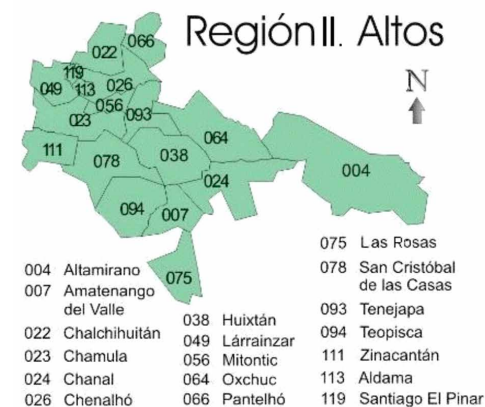 Región II. Altos
N
066
022
119
049
113
026
056
023
093
064
111
078
038
004
024
094
007
075
004 Altamirano
007 Amatenango
del Valle
022 Chalchihuitán
023 Chamula
024 Chanal
026 Chenalhó
038 Huixtán
049 Lárrainzar
056 Mitontic
064 Oxchuc
066 Pantelhó
075 Las Rosas
078 San Cristóbal
de las Casas
093 Tenejapa
094 Teopisca
111 Zinacantán
113 Aldama
119 Santiago El Pinar